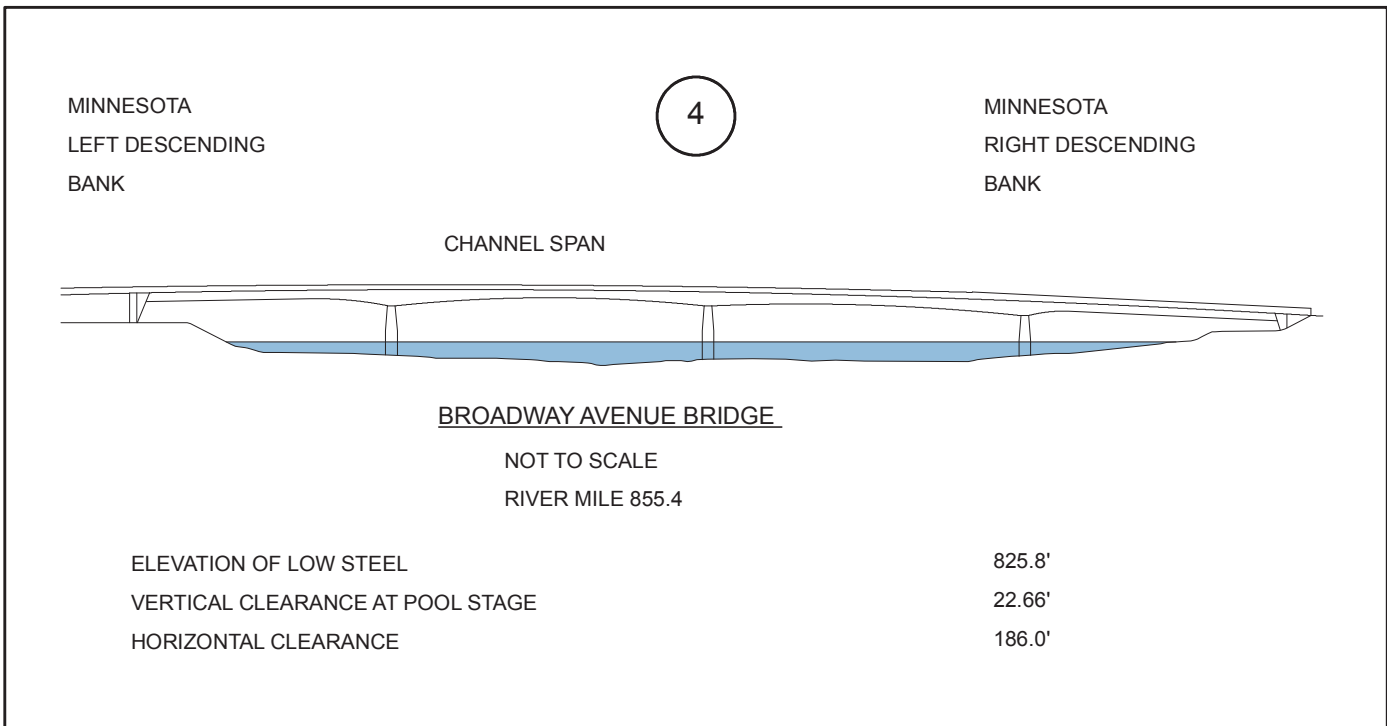 MINNESOTA
LEFT DESCENDING
BANK
4
MINNESOTA
RIGHT DESCENDING
BANK
CHANNEL SPAN
BROADWAY AVENUE BRIDGE
NOT TO SCALE
RIVER MILE 855.4
ELEVATION OF LOW STEEL 825.8'
VERTICAL CLEARANCE AT POOL STAGE 22.66'
HORIZONTAL CLEARANCE 186.0'